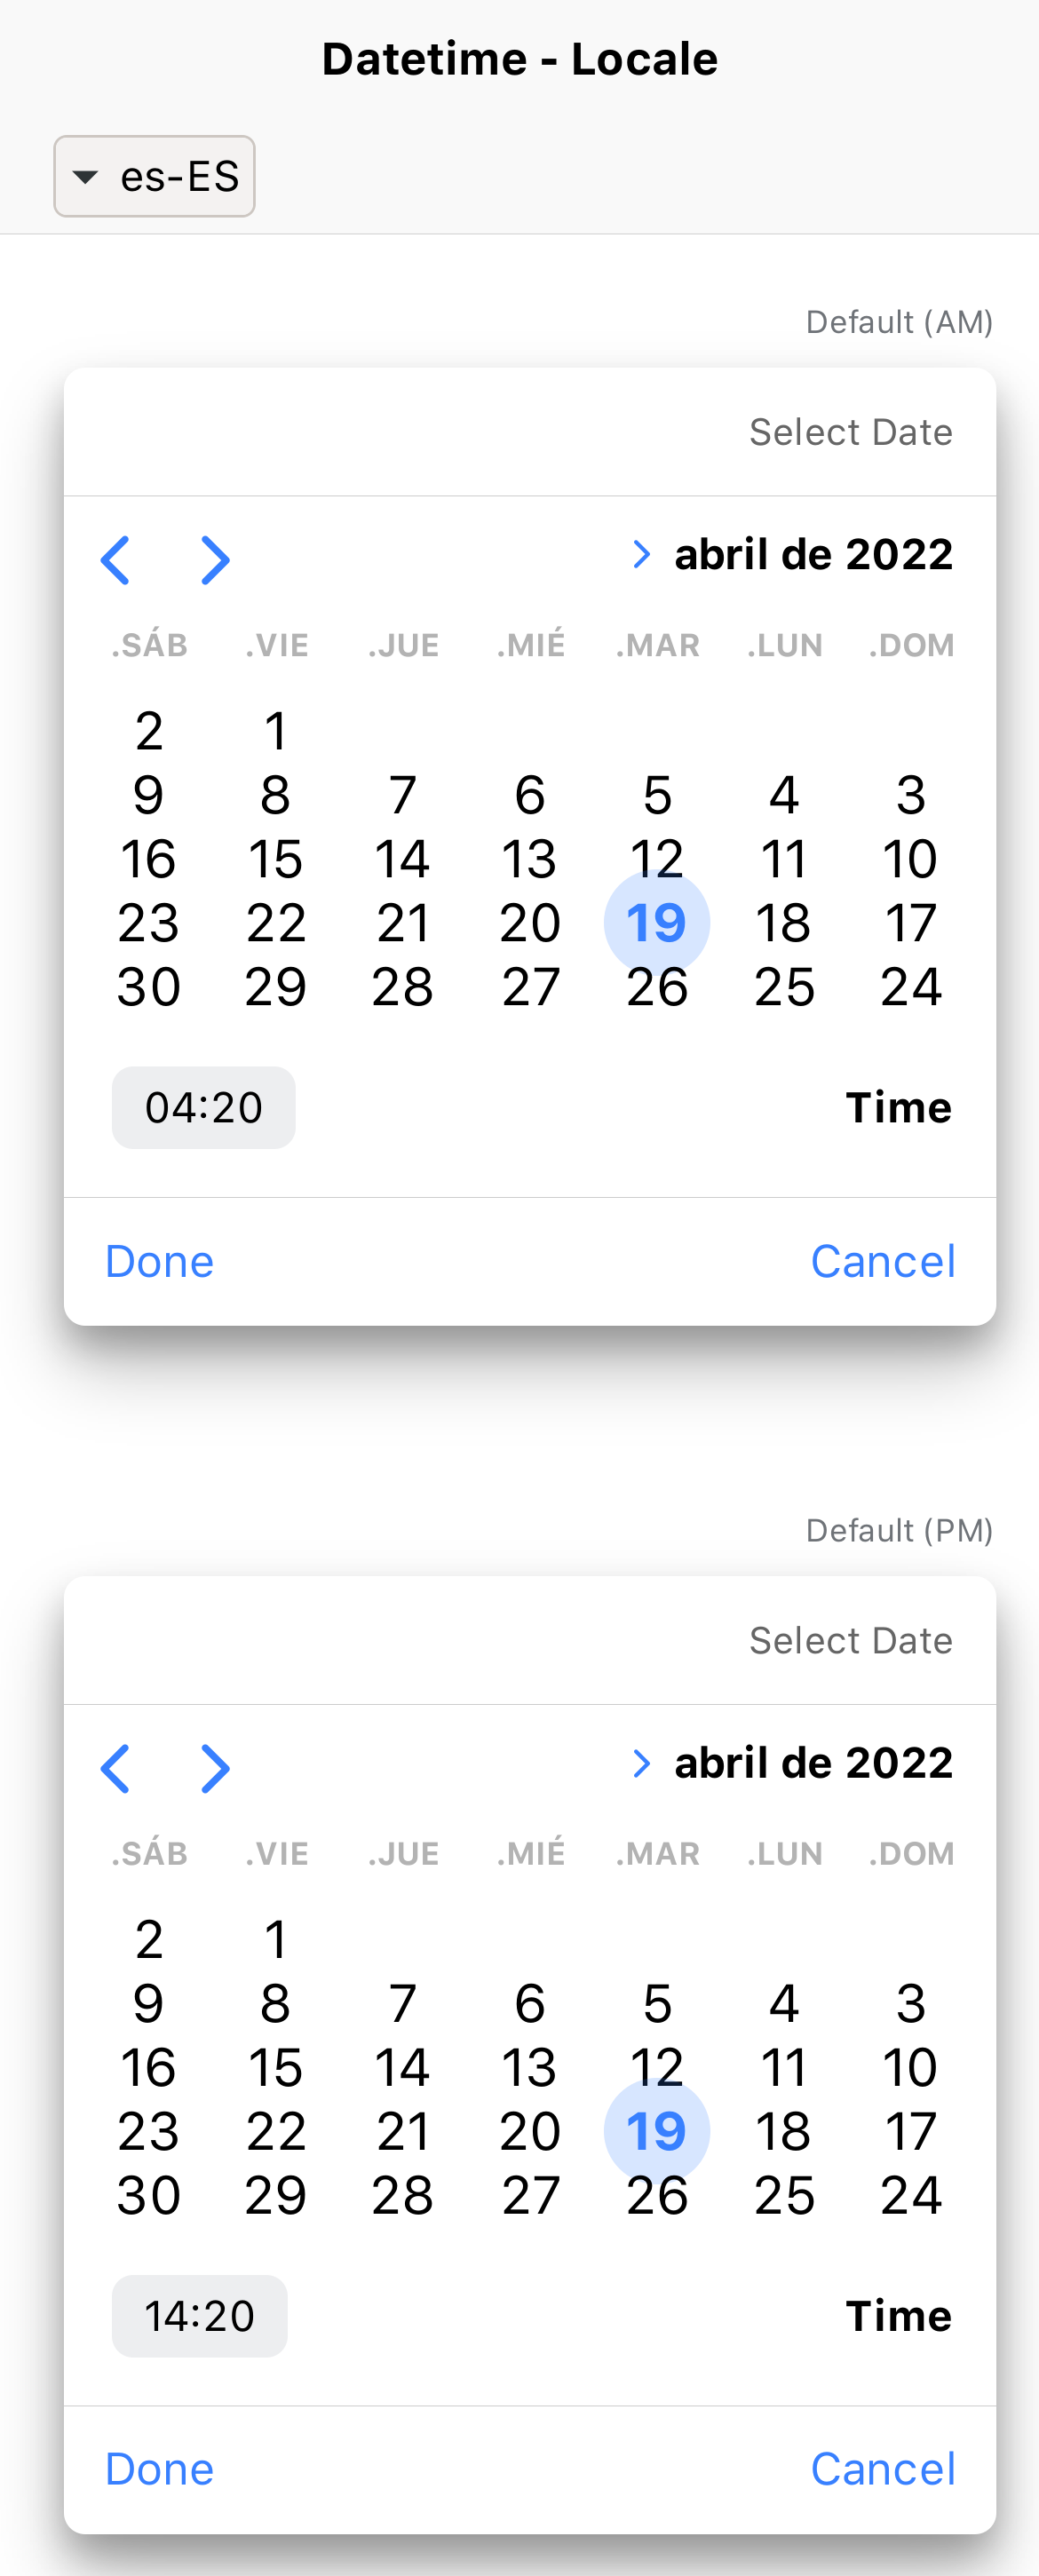 Datetime - Locale
es-ES
Default (AM)
Select Date
abril de 2022
.SÁB .VIE .JUE .MIÉ .MAR .LUN .DOM
2 1
9 8 7 6 5 4 3
16 15 14 13 12 11 10
23 22 21 20 19 18 17
30 29 28 27 26 25 24
04:20 Time
Done Cancel
Default (PM)
Select Date
abril de 2022
.SÁB .VIE .JUE .MIÉ .MAR .LUN .DOM
2 1
9 8 7 6 5 4 3
16 15 14 13 12 11 10
23 22 21 20 19 18 17
30 29 28 27 26 25 24
14:20 Time
Done Cancel